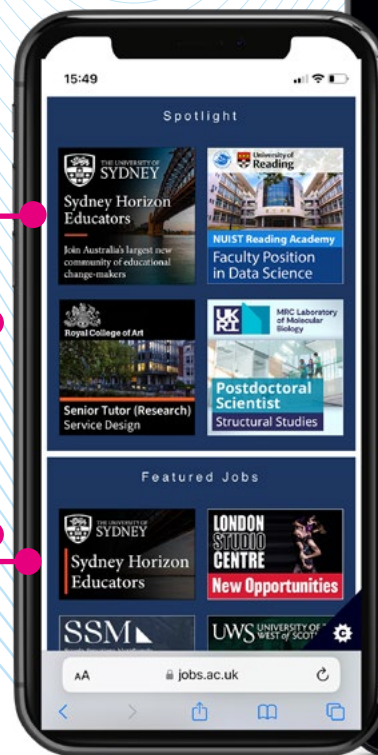 15:49
Spotlight
THE UNIVERSITY OF
SYDNEY
Sydney Horizon
Educators
Join Australia's largest new
community of educational
change-makers
University of
Reading
NUIST Reading Academy
Faculty Position
in Data Science
Royal College of Art
Senior Tutor (Research)
Service Design
UK
RI
MRC Laboratory
of Molecular
Biology
Postdoctoral
Scientist
Structural Studies
Featured Jobs
THE UNIVERSITY OF
SYDNEY
Sydney Horizon
Educators
LONDON
STUDIO
CENTRE
New Opportunities
SSM
UWS UNIVERSITY OF
WEST of
AA
jobs.ac.uk